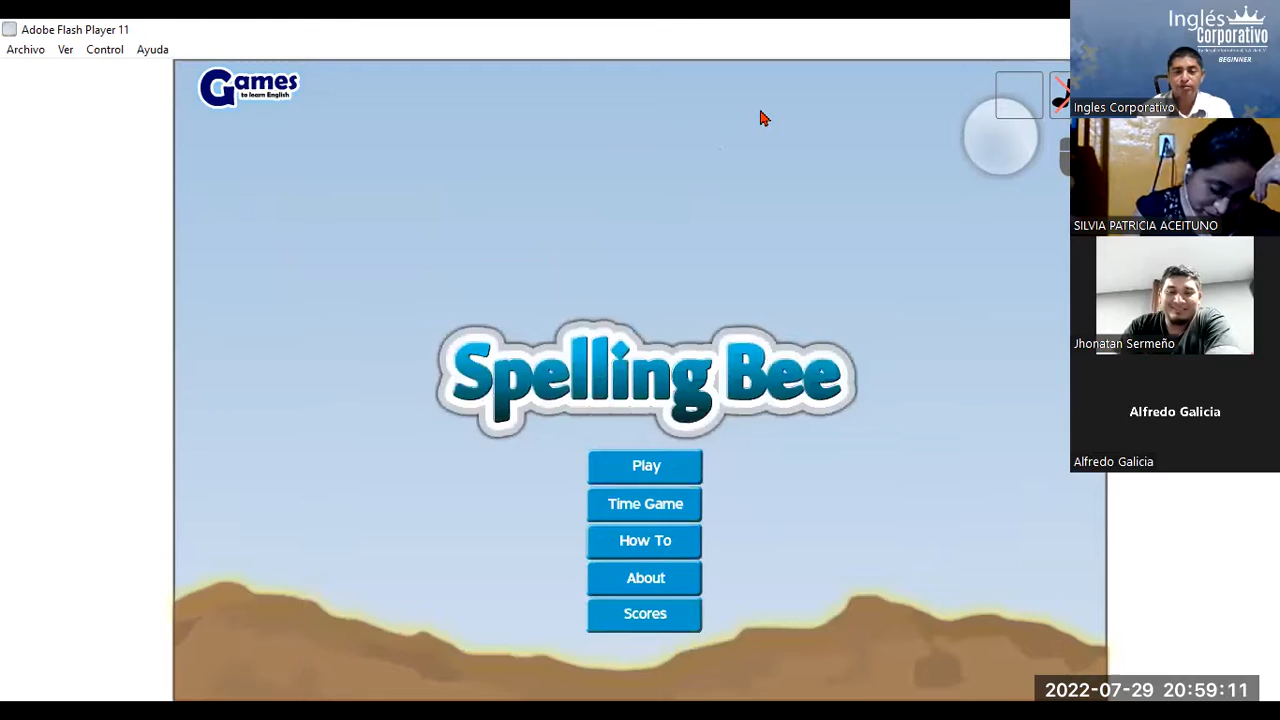 Adobe Flash Player 11
Archivo Ver Control Ayuda
Games
to learn English
Spelling Bee
Play
Time Game
How To
About
Scores
Inglés
Corporativo
BEGINNER
Ingles Corporativo
SILVIA PATRICIA ACEITUNO
Jhonatan Sermeño
Alfredo Galicia
Alfredo Galicia
2022-07-29 20:59:11